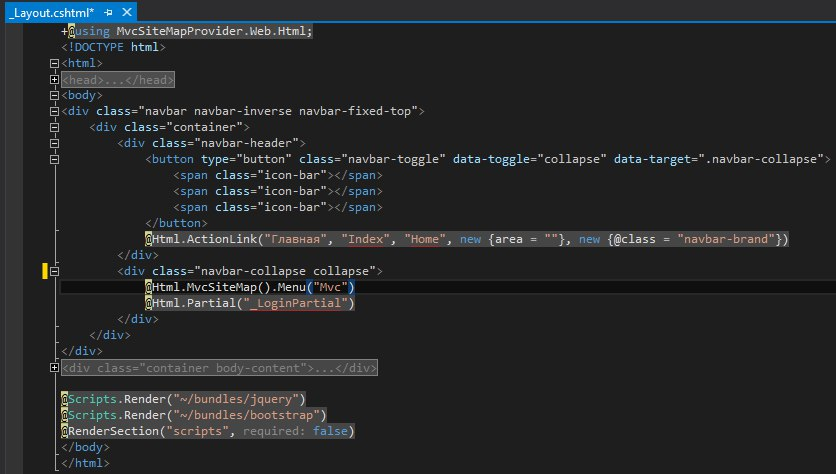 _Layout.cshtml*
+@using MvcSiteMapProvider.Web.Html;
<!DOCTYPE html>
<html>
<head>...</head>
<body>
<div class="navbar navbar-inverse navbar-fixed-top">
<div class="container">
<div class="navbar-header">
<button type="button" class="navbar-toggle" data-toggle="collapse" data-target=".navbar-collapse">
<span class="icon-bar"></span>
<span class="icon-bar"></span>
<span class="icon-bar"></span>
</button>
@Html.ActionLink("Главная", "Index", "Home", new {area = ""}, new {@class = "navbar-brand"})
</div>
<div class="navbar-collapse collapse">
@Html.MvcSiteMap().Menu("Mvc")
@Html.Partial("_LoginPartial")
</div>
</div>
</div>
<div class="container body-content">...</div>
@Scripts.Render("~/bundles/jquery")
@Scripts.Render("~/bundles/bootstrap")
@RenderSection("scripts", required: false)
</body>
</html>